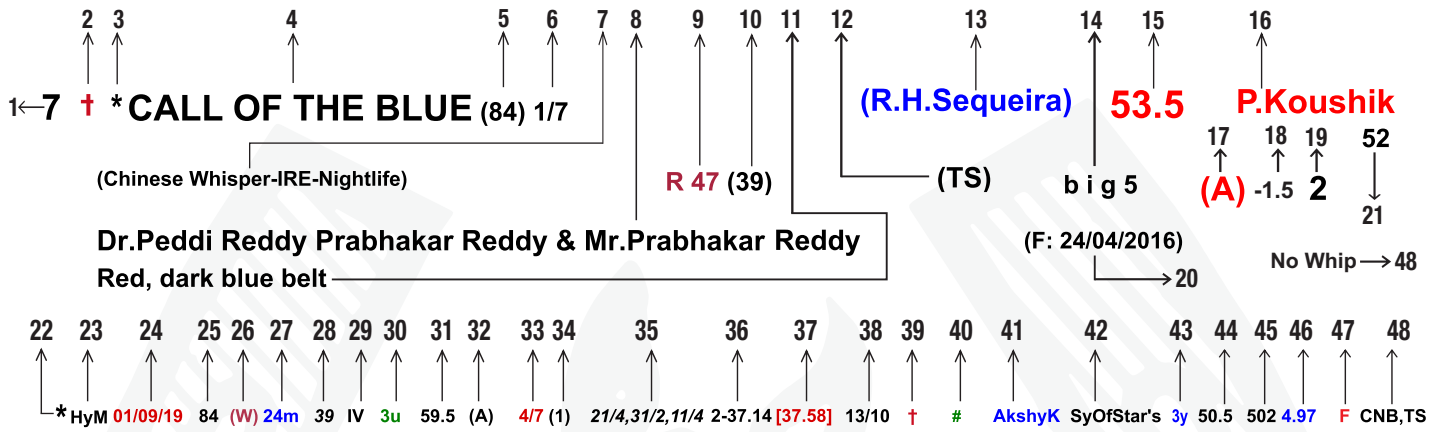 2 3 4 5 6 7 8 9 10 11 12 13 14 15 16
1 7 † *CALL OF THE BLUE (84) 1/7 (R.H.Sequeira) 53.5 P.Koushik
17 18 19 52
(Chinese Whisper-IRE-Nightlife) R 47 (39) (TS) b i g 5 (A) -1.5 2
21
Dr.Peddi Reddy Prabhakar Reddy & Mr.Prabhakar Reddy (F: 24/04/2016)
No Whip 48
Red, dark blue belt 20
22 23 24 25 26 27 28 29 30 31 32 33 34 35 36 37 38 39 40 41 42 43 44 45 46 47 48
*HyM 01/09/19 84 (W) 24m 39 IV 3u 59.5 (A) 4/7 (1) 21/4,31/2,11/4 2-37.14 [37.58] 13/10 † # AkshyK SyOfStar's 3y 50.5 502 4.97 F CNB,TS